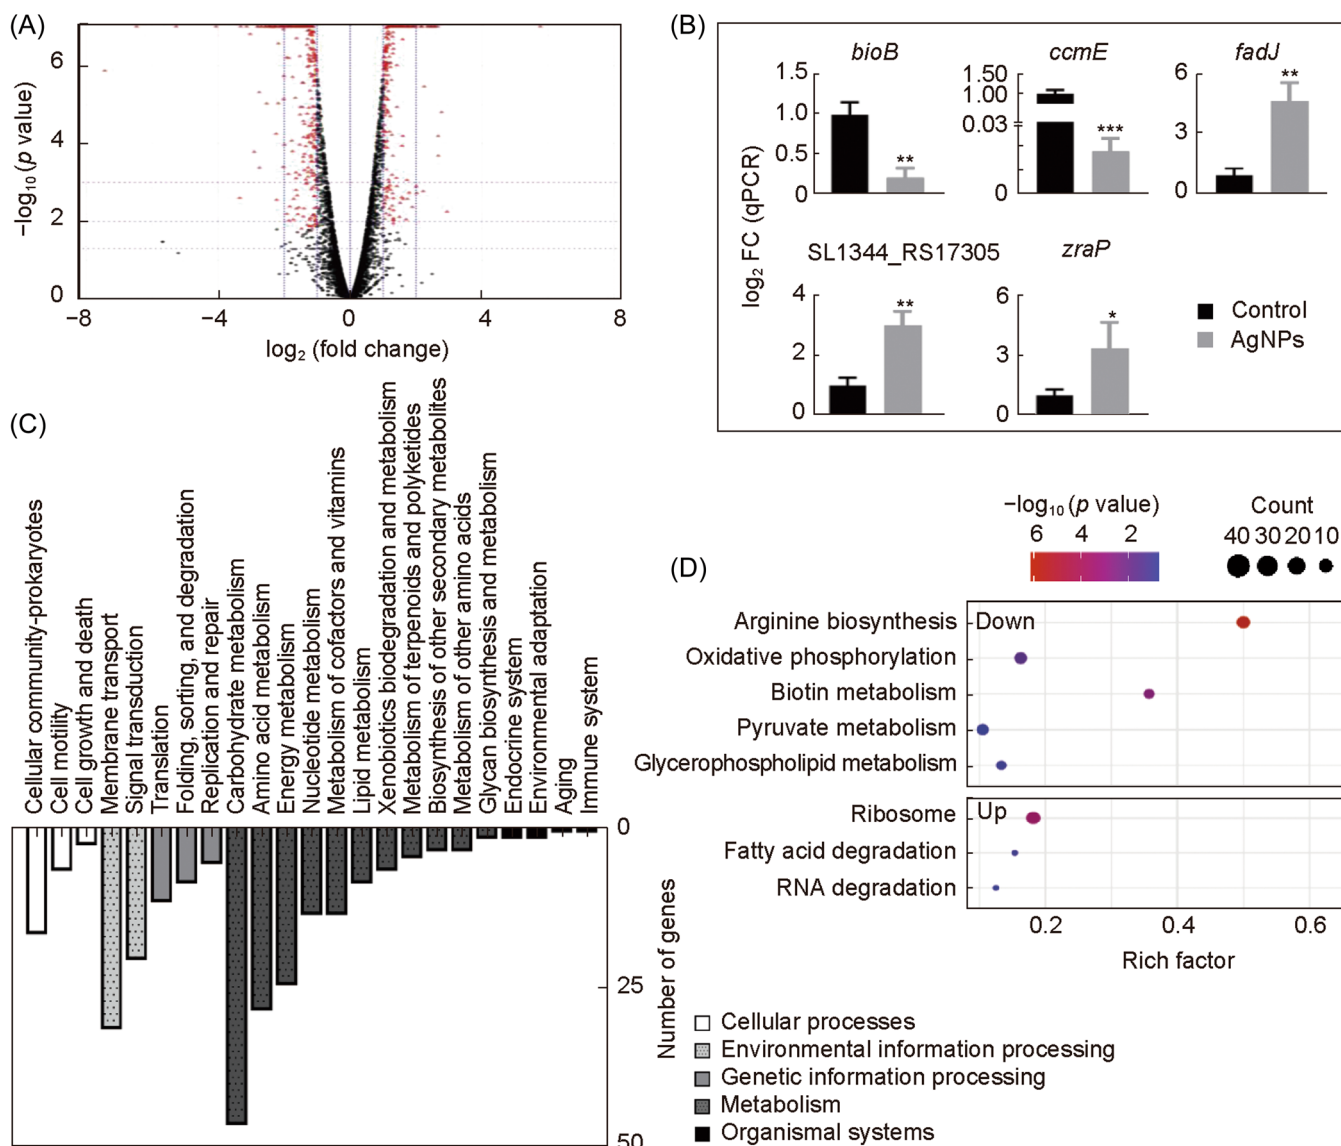 (A)
6
4
2
0
−log₁₀ (p value)
−8
−4
0
4
8
log₂ (fold change)
(B)
log₂ FC (qPCR)
bioB
1.5
1.0
0.5
0
**
ccmE
1.50
1.00
0.03
0
***
fadJ
6
3
0
**
SL1344_RS17305
4
2
0
**
zraP
6
3
0
*
Control
AgNPs
(C)
Cellular community-prokaryotes
Cell motility
Cell growth and death
Membrane transport
Signal transduction
Translation
Folding, sorting, and degradation
Replication and repair
Carbohydrate metabolism
Amino acid metabolism
Energy metabolism
Nucleotide metabolism
Metabolism of cofactors and vitamins
Lipid metabolism
Xenobiotics biodegradation and metabolism
Metabolism of terpenoids and polyketides
Biosynthesis of other secondary metabolites
Metabolism of other amino acids
Glycan biosynthesis and metabolism
Endocrine system
Environmental adaptation
Aging
Immune system
0
25
50
Number of genes
Cellular processes
Environmental information processing
Genetic information processing
Metabolism
Organismal systems
(D)
−log₁₀ (p value)
6 4 2
Count
40 30 20 10
Arginine biosynthesis
Oxidative phosphorylation
Biotin metabolism
Pyruvate metabolism
Glycerophospholipid metabolism
Down
Ribosome
Fatty acid degradation
RNA degradation
Up
0.2 0.4 0.6
Rich factor